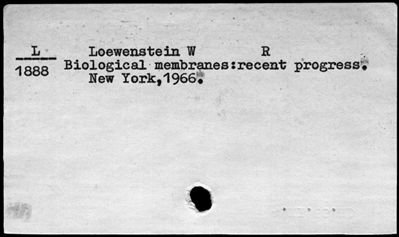 L Loewenstein W R
1888 Biological membranes:recent progress.
New York,1966.